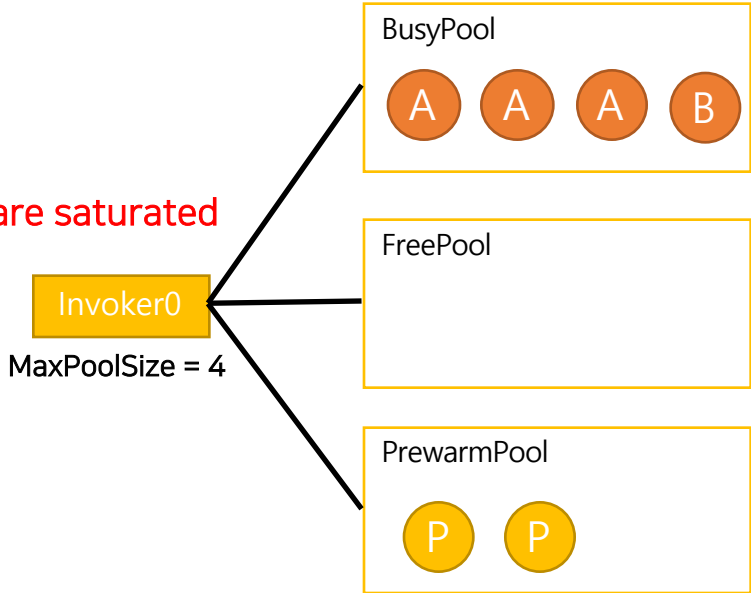 BusyPool
A A A B
are saturated
FreePool
Invoker0
MaxPoolSize = 4
PrewarmPool
P P